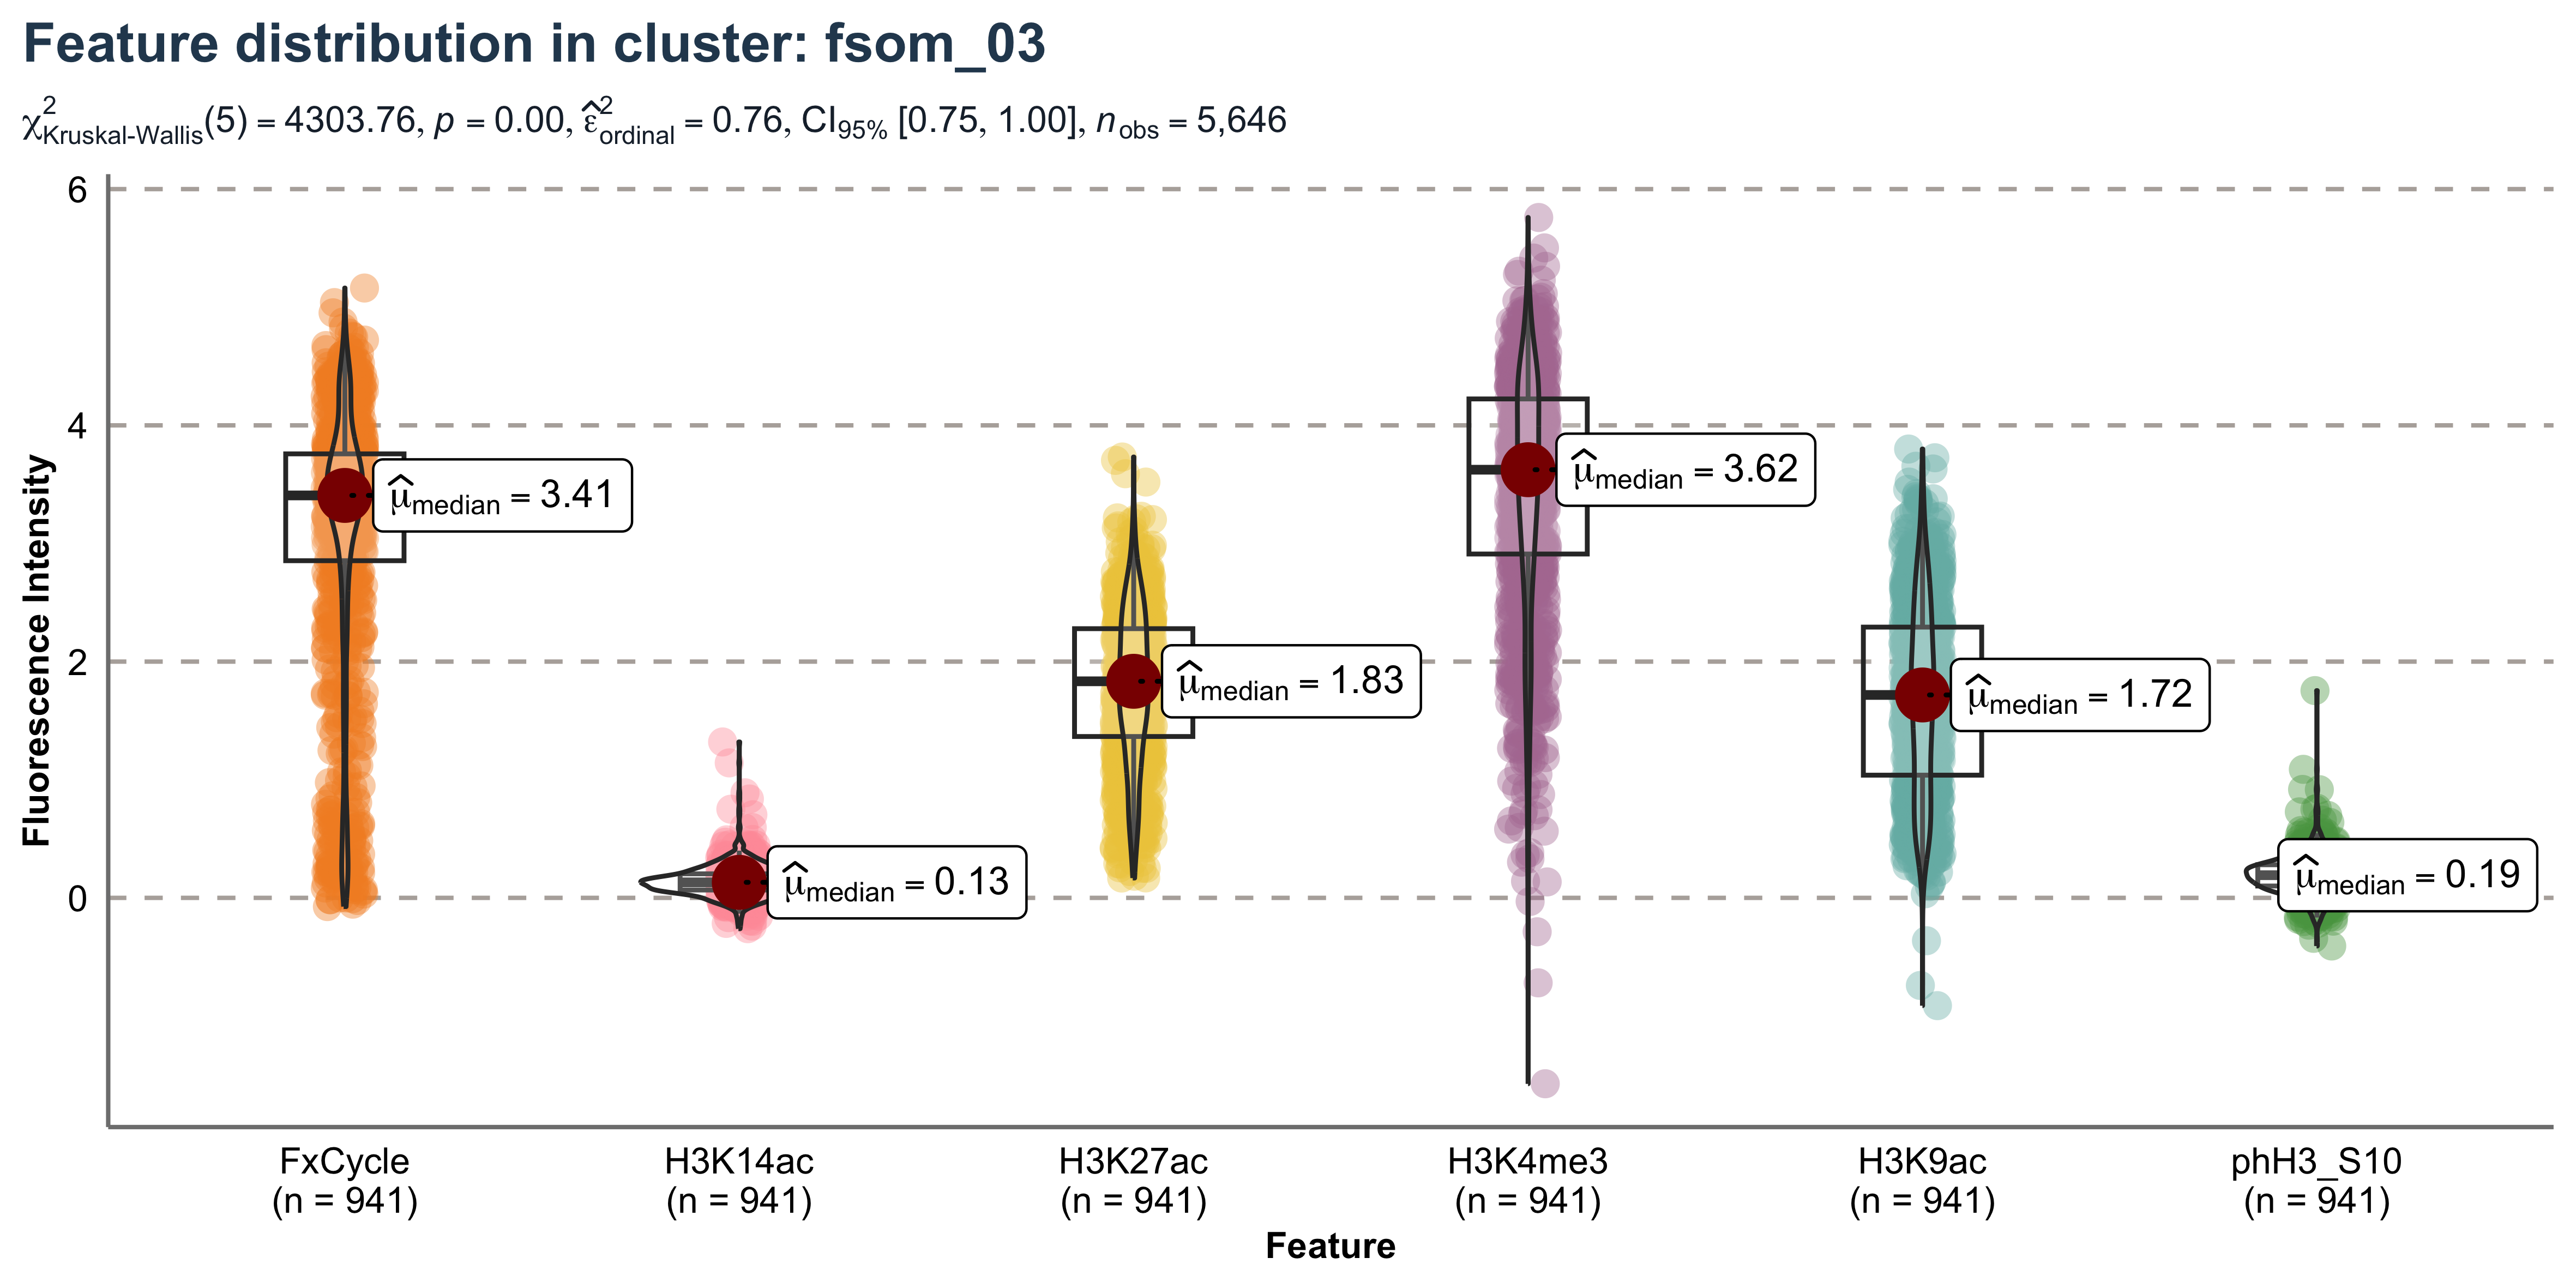 Feature distribution in cluster: fsom_03
χ²Kruskal-Wallis(5) = 4303.76, p = 0.00, ε̂²ordinal = 0.76, CI95% [0.75, 1.00], nobs = 5,646
Fluorescence Intensity
6
4
2
0
μ̂median = 3.41
μ̂median = 0.13
μ̂median = 1.83
μ̂median = 3.62
μ̂median = 1.72
μ̂median = 0.19
FxCycle
(n = 941)
H3K14ac
(n = 941)
H3K27ac
(n = 941)
H3K4me3
(n = 941)
H3K9ac
(n = 941)
phH3_S10
(n = 941)
Feature